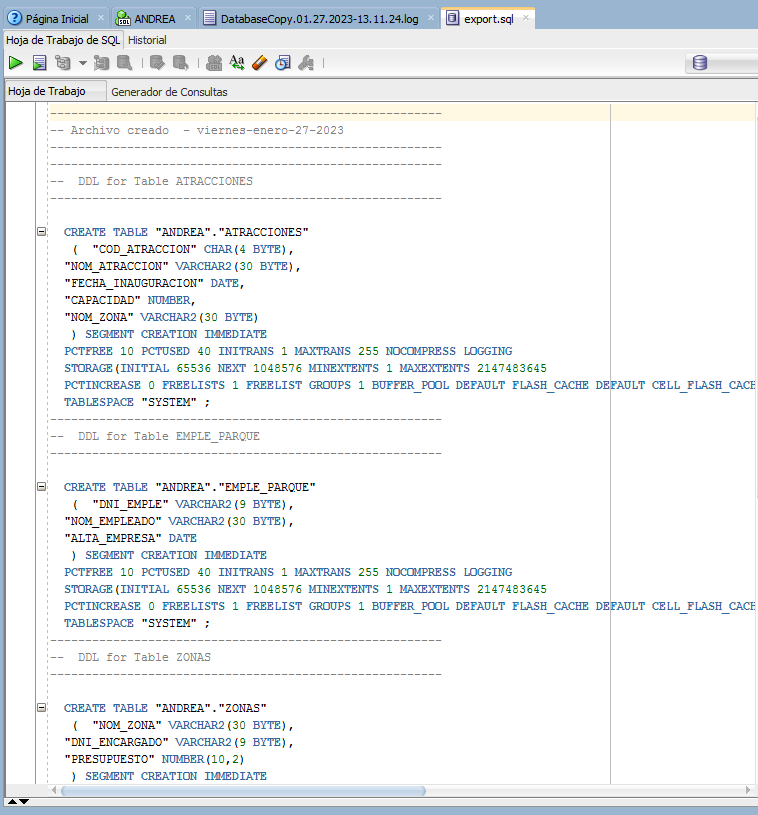 Página Inicial
ANDREA
DatabaseCopy.01.27.2023-13.11.24.log
export.sql
Hoja de Trabajo de SQL Historial
Aa
Hoja de Trabajo Generador de Consultas
--------------------------------------------------------
-- Archivo creado  - viernes-enero-27-2023
--------------------------------------------------------
--------------------------------------------------------
--  DDL for Table ATRACCIONES
--------------------------------------------------------
CREATE TABLE "ANDREA"."ATRACCIONES"
( "COD_ATRACCION" CHAR(4 BYTE),
"NOM_ATRACCION" VARCHAR2(30 BYTE),
"FECHA_INAUGURACION" DATE,
"CAPACIDAD" NUMBER,
"NOM_ZONA" VARCHAR2(30 BYTE)
) SEGMENT CREATION IMMEDIATE
PCTFREE 10 PCTUSED 40 INITRANS 1 MAXTRANS 255 NOCOMPRESS LOGGING
STORAGE(INITIAL 65536 NEXT 1048576 MINEXTENTS 1 MAXEXTENTS 2147483645
PCTINCREASE 0 FREELISTS 1 FREELIST GROUPS 1 BUFFER_POOL DEFAULT FLASH_CACHE DEFAULT CELL_FLASH_CACH
TABLESPACE "SYSTEM" ;
--------------------------------------------------------
--  DDL for Table EMPLE_PARQUE
--------------------------------------------------------
CREATE TABLE "ANDREA"."EMPLE_PARQUE"
( "DNI_EMPLE" VARCHAR2(9 BYTE),
"NOM_EMPLEADO" VARCHAR2(30 BYTE),
"ALTA_EMPRESA" DATE
) SEGMENT CREATION IMMEDIATE
PCTFREE 10 PCTUSED 40 INITRANS 1 MAXTRANS 255 NOCOMPRESS LOGGING
STORAGE(INITIAL 65536 NEXT 1048576 MINEXTENTS 1 MAXEXTENTS 2147483645
PCTINCREASE 0 FREELISTS 1 FREELIST GROUPS 1 BUFFER_POOL DEFAULT FLASH_CACHE DEFAULT CELL_FLASH_CACH
TABLESPACE "SYSTEM" ;
--------------------------------------------------------
--  DDL for Table ZONAS
--------------------------------------------------------
CREATE TABLE "ANDREA"."ZONAS"
( "NOM_ZONA" VARCHAR2(30 BYTE),
"DNI_ENCARGADO" VARCHAR2(9 BYTE),
"PRESUPUESTO" NUMBER(10,2)
) SEGMENT CREATION IMMEDIATE